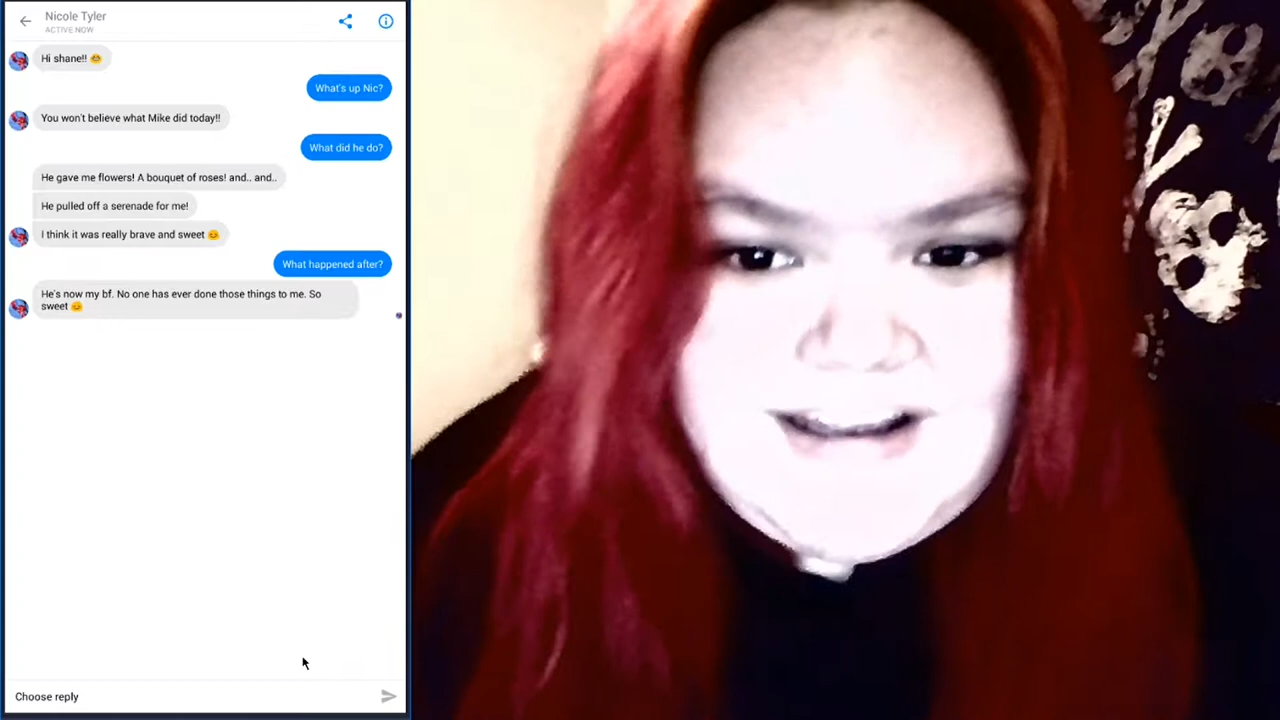 Nicole Tyler
ACTIVE NOW
Hi shane!! 😊
What's up Nic?
You won't believe what Mike did today!!
What did he do?
He gave me flowers! A bouquet of roses! and.. and..
He pulled off a serenade for me!
I think it was really brave and sweet 😊
What happened after?
He's now my bf. No one has ever done those things to me. So
sweet 😊
Choose reply